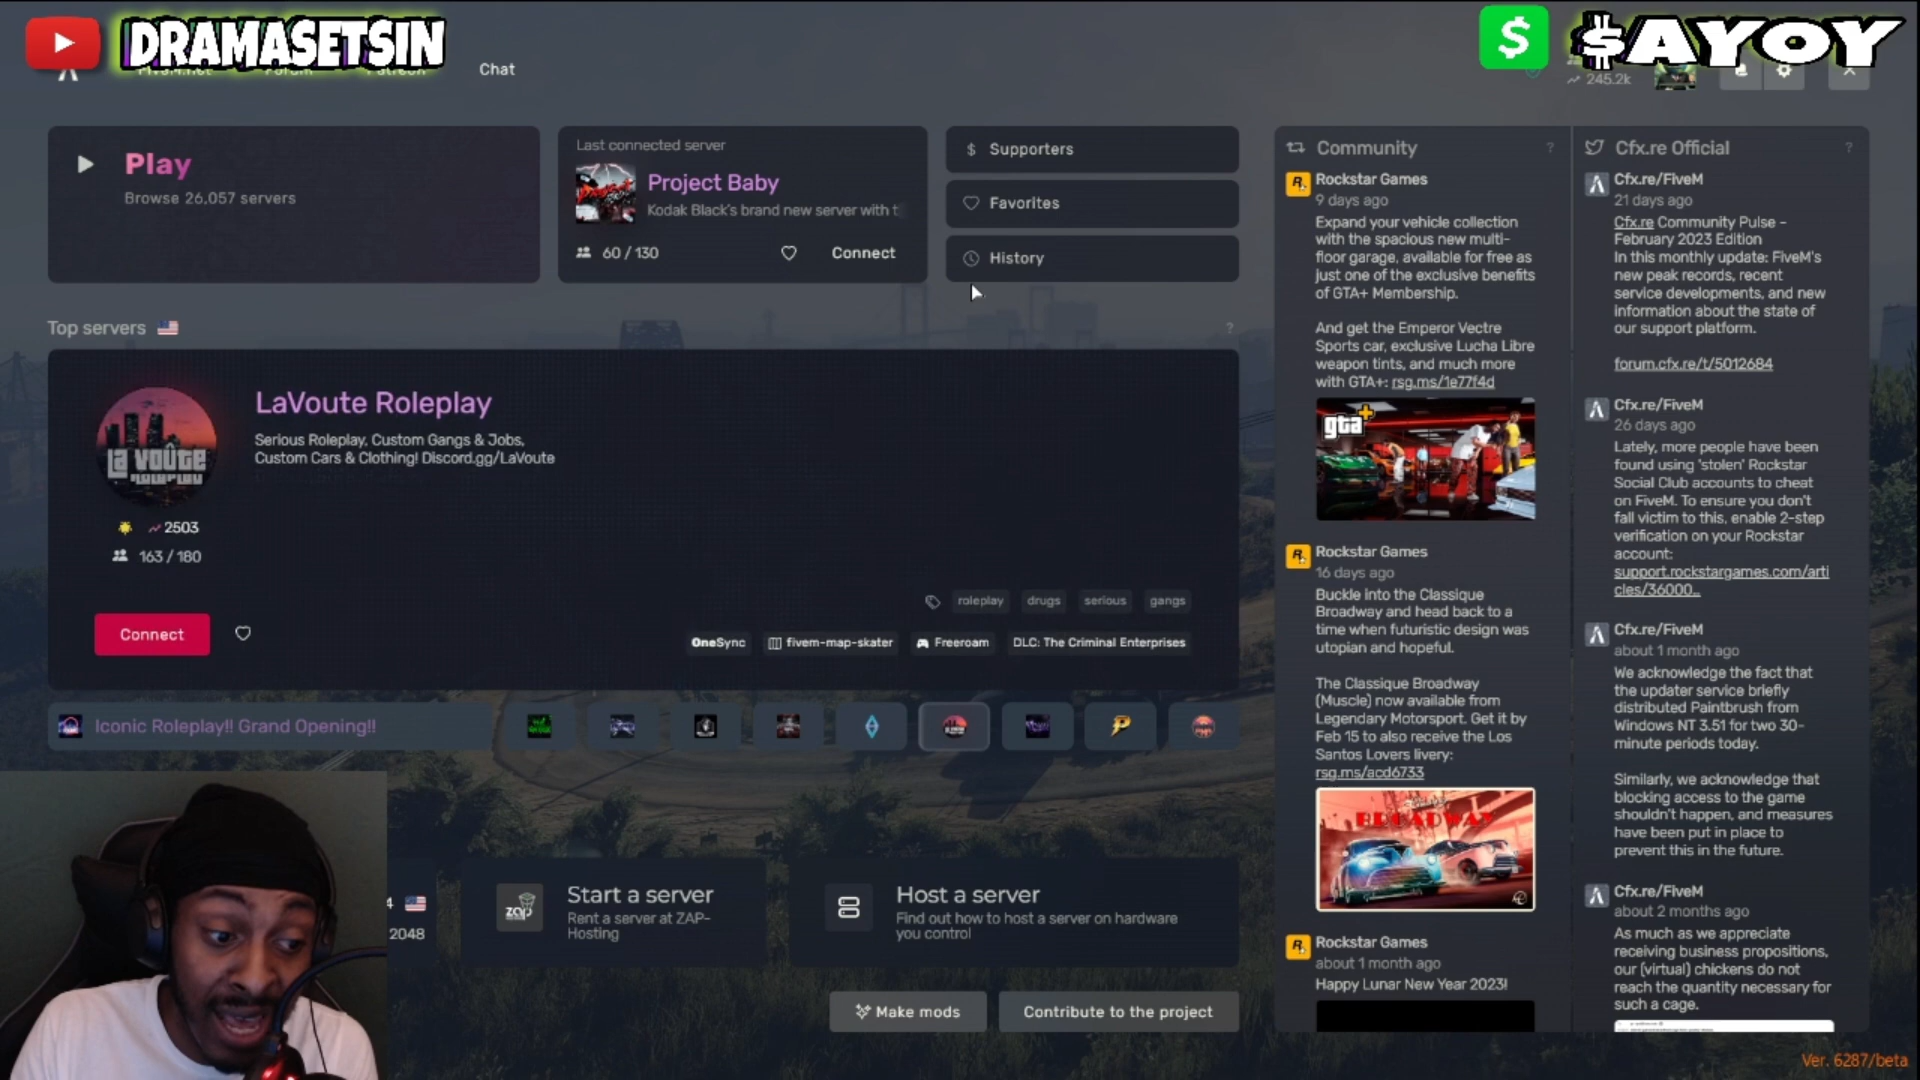 DRAMASETSIN
$AYOY
Chat
245.2k
Play
Browse 26,057 servers
Last connected server
Project Baby
Kodak Black's brand new server with t
60 / 130
Connect
$ Supporters
Favorites
History
Top servers
?
LaVoute Roleplay
Serious Roleplay, Custom Gangs & Jobs,
Custom Cars & Clothing! Discord.gg/LaVoute
LA VOÛTE
ROLEPLAY
2503
163 / 180
roleplay drugs serious gangs
Connect
OneSync fivem-map-skater Freeroam DLC: The Criminal Enterprises
Iconic Roleplay!! Grand Opening!!
4
2048
zap
Start a server
Rent a server at ZAP-
Hosting
Host a server
Find out how to host a server on hardware
you control
Make mods
Contribute to the project
Community ?
Rockstar Games
9 days ago
Expand your vehicle collection
with the spacious new multi-
floor garage, available for free as
just one of the exclusive benefits
of GTA+ Membership.
And get the Emperor Vectre
Sports car, exclusive Lucha Libre
weapon tints, and much more
with GTA+: rsg.ms/1e77f4d
gta+
Rockstar Games
16 days ago
Buckle into the Classique
Broadway and head back to a
time when futuristic design was
utopian and hopeful.
The Classique Broadway
(Muscle) now available from
Legendary Motorsport. Get it by
Feb 15 to also receive the Los
Santos Lovers livery:
rsg.ms/acd6733
BROADWAY
Rockstar Games
about 1 month ago
Happy Lunar New Year 2023!
Cfx.re Official ?
Cfx.re/FiveM
21 days ago
Cfx.re Community Pulse –
February 2023 Edition
In this monthly update: FiveM's
new peak records, recent
service developments, and new
information about the state of
our support platform.
forum.cfx.re/t/5012684
Cfx.re/FiveM
26 days ago
Lately, more people have been
found using 'stolen' Rockstar
Social Club accounts to cheat
on FiveM. To ensure you don't
fall victim to this, enable 2-step
verification on your Rockstar
account:
support.rockstargames.com/arti
cles/36000…
Cfx.re/FiveM
about 1 month ago
We acknowledge the fact that
the updater service briefly
distributed Paintbrush from
Windows NT 3.51 for two 30-
minute periods today.
Similarly, we acknowledge that
blocking access to the game
shouldn't happen, and measures
have been put in place to
prevent this in the future.
Cfx.re/FiveM
about 2 months ago
As much as we appreciate
receiving business propositions,
our (virtual) chickens do not
reach the quantity necessary for
such a cage.
Ver. 6287/beta